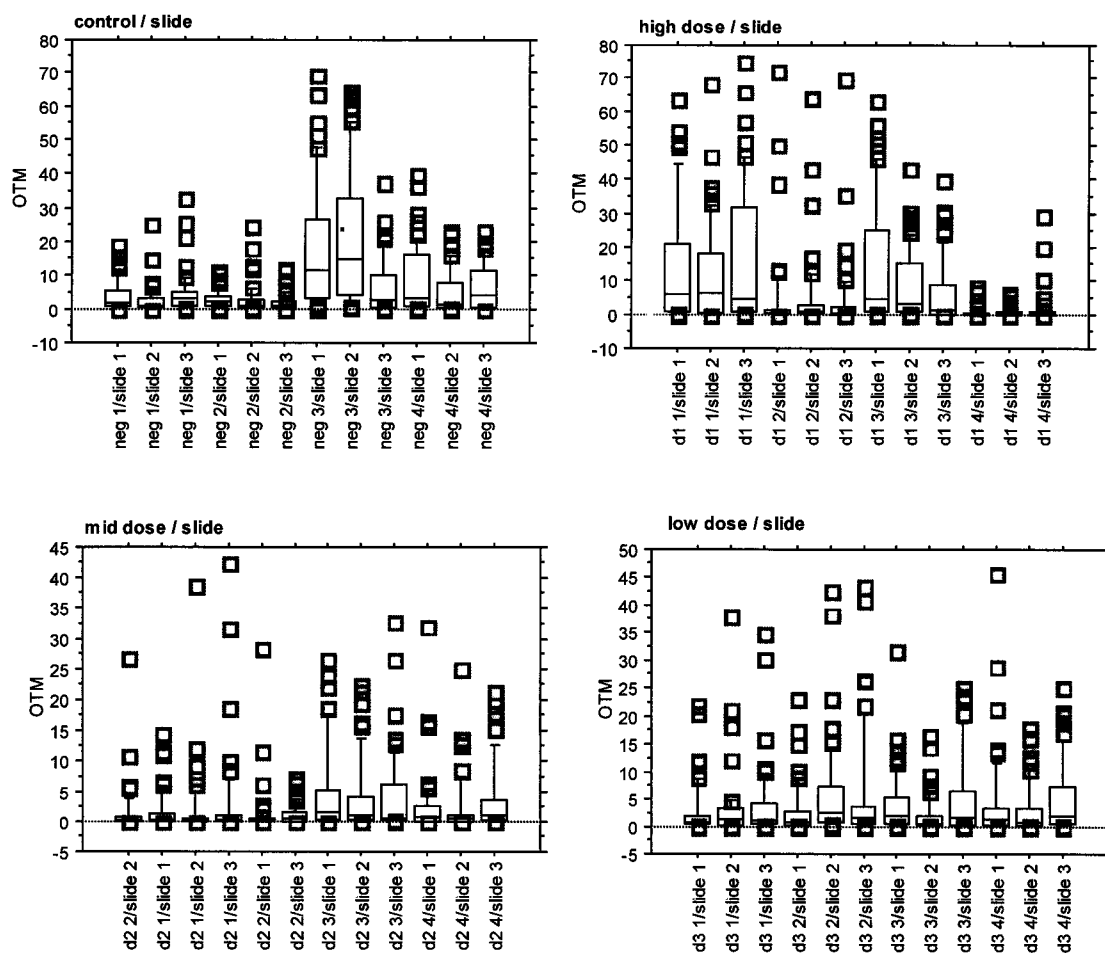 control / slide
80
70
60
50
40
30
20
10
0
-10
OTM
neg 1/slide 1
neg 1/slide 2
neg 1/slide 3
neg 2/slide 1
neg 2/slide 2
neg 2/slide 3
neg 3/slide 1
neg 3/slide 2
neg 3/slide 3
neg 4/slide 1
neg 4/slide 2
neg 4/slide 3
high dose / slide
80
70
60
50
40
30
20
10
0
-10
OTM
d1 1/slide 1
d1 1/slide 2
d1 1/slide 3
d1 2/slide 1
d1 2/slide 2
d1 2/slide 3
d1 3/slide 1
d1 3/slide 2
d1 3/slide 3
d1 4/slide 1
d1 4/slide 2
d1 4/slide 3
mid dose / slide
45
40
35
30
25
20
15
10
5
0
-5
OTM
d2 2/slide 2
d2 1/slide 1
d2 1/slide 2
d2 1/slide 3
d2 2/slide 1
d2 2/slide 3
d2 3/slide 1
d2 3/slide 2
d2 3/slide 3
d2 4/slide 1
d2 4/slide 2
d2 4/slide 3
low dose / slide
50
45
40
35
30
25
20
15
10
5
0
-5
OTM
d3 1/slide 1
d3 1/slide 2
d3 1/slide 3
d3 2/slide 1
d3 2/slide 2
d3 2/slide 3
d3 3/slide 1
d3 3/slide 2
d3 3/slide 3
d3 4/slide 1
d3 4/slide 2
d3 4/slide 3